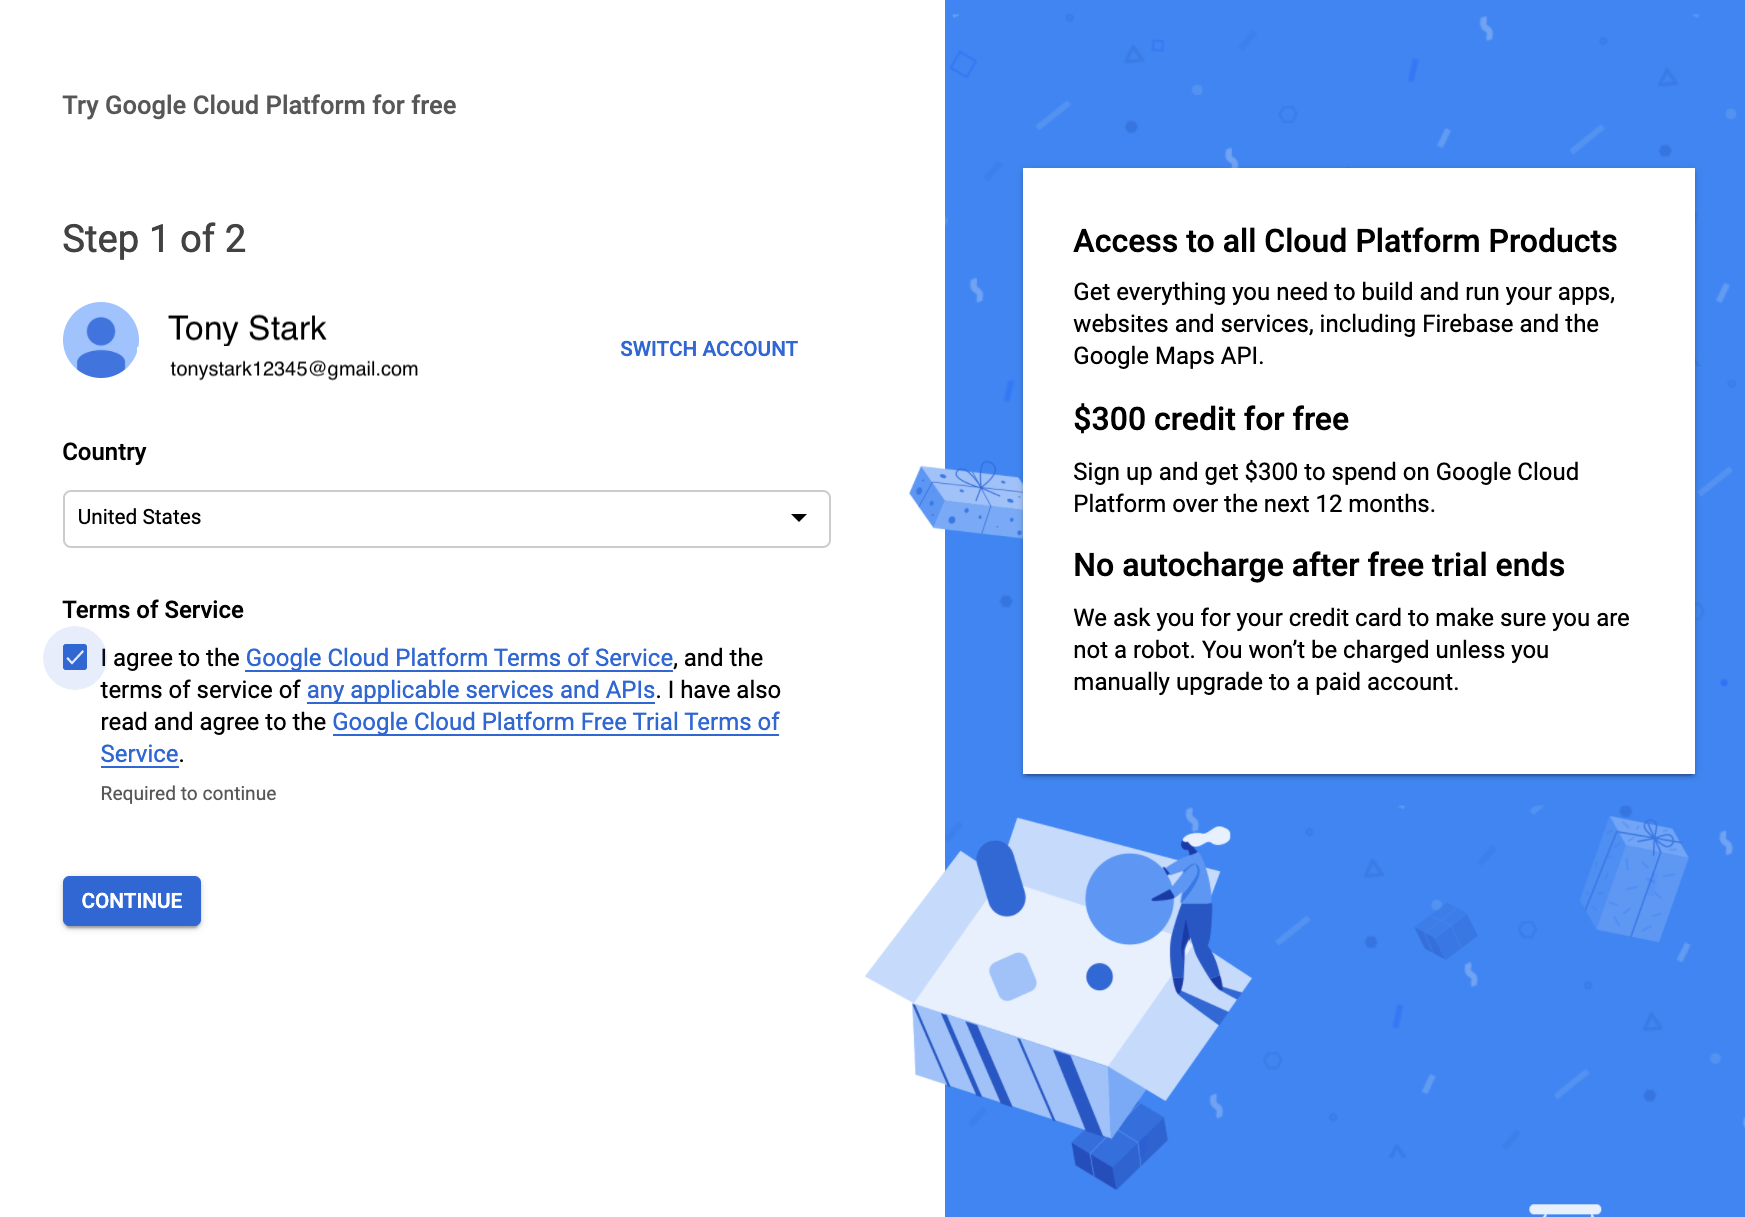 Try Google Cloud Platform for free
Step 1 of 2
Tony Stark
tonystark12345@gmail.com
SWITCH ACCOUNT
Country
United States
Terms of Service
I agree to the Google Cloud Platform Terms of Service, and the
terms of service of any applicable services and APIs. I have also
read and agree to the Google Cloud Platform Free Trial Terms of
Service.
Required to continue
CONTINUE
Access to all Cloud Platform Products
Get everything you need to build and run your apps,
websites and services, including Firebase and the
Google Maps API.
$300 credit for free
Sign up and get $300 to spend on Google Cloud
Platform over the next 12 months.
No autocharge after free trial ends
We ask you for your credit card to make sure you are
not a robot. You won’t be charged unless you
manually upgrade to a paid account.